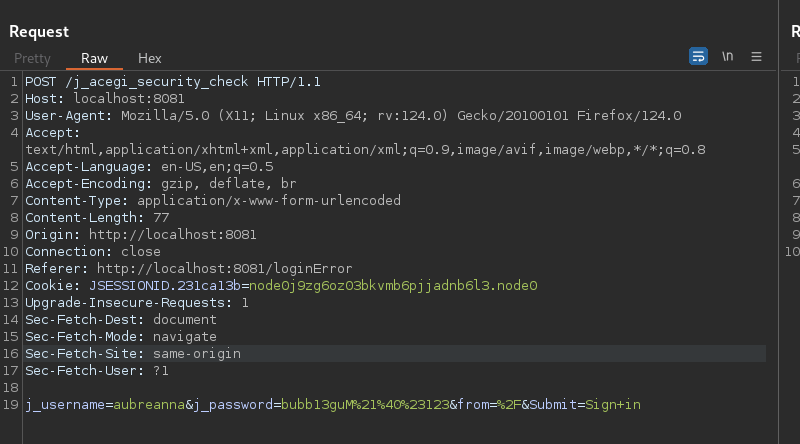 Request
R
Pretty Raw Hex \n
1 POST /j_acegi_security_check HTTP/1.1
2 Host: localhost:8081
3 User-Agent: Mozilla/5.0 (X11; Linux x86_64; rv:124.0) Gecko/20100101 Firefox/124.0
4 Accept:
text/html,application/xhtml+xml,application/xml;q=0.9,image/avif,image/webp,*/*;q=0.8
5 Accept-Language: en-US,en;q=0.5
6 Accept-Encoding: gzip, deflate, br
7 Content-Type: application/x-www-form-urlencoded
8 Content-Length: 77
9 Origin: http://localhost:8081
10 Connection: close
11 Referer: http://localhost:8081/loginError
12 Cookie: JSESSIONID.231ca13b=node0j9zg6oz03bkvmb6pjjadnb6l3.node0
13 Upgrade-Insecure-Requests: 1
14 Sec-Fetch-Dest: document
15 Sec-Fetch-Mode: navigate
16 Sec-Fetch-Site: same-origin
17 Sec-Fetch-User: ?1
18
19 j_username=aubreanna&j_password=bubb13guM%21%40%23123&from=%2F&Submit=Sign+in
1
2
3
4
5
6
7
8
9
10